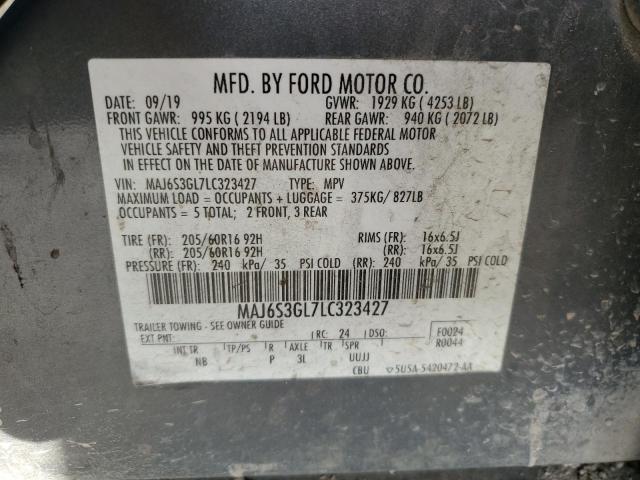 MFD. BY FORD MOTOR CO.
DATE: 09/19 GVWR: 1929 KG ( 4253 LB)
FRONT GAWR: 995 KG ( 2194 LB) REAR GAWR: 940 KG ( 2072 LB)
THIS VEHICLE CONFORMS TO ALL APPLICABLE FEDERAL MOTOR
VEHICLE SAFETY AND THEFT PREVENTION STANDARDS
IN EFFECT ON THE DATE OF MANUFACTURE SHOWN ABOVE.
VIN: MAJ6S3GL7LC323427 TYPE: MPV
MAXIMUM LOAD = OCCUPANTS + LUGGAGE = 375KG/ 827LB
OCCUPANTS = 5 TOTAL; 2 FRONT, 3 REAR
TIRE (FR): 205/60R16 92H RIMS (FR): 16x6.5J
(RR): 205/60R16 92H (RR): 16x6.5J
PRESSURE (FR): 240 kPa/ 35 PSI COLD (RR): 240 kPa/ 35 PSI COLD
MAJ6S3GL7LC323427
TRAILER TOWING - SEE OWNER GUIDE
EXT PNT: RC: 24 DSO: F0024
R0044
INT TR TP/PS R AXLE TR SPR
NB P 3L UUJJ
CBU 5U5A-5420472-AA